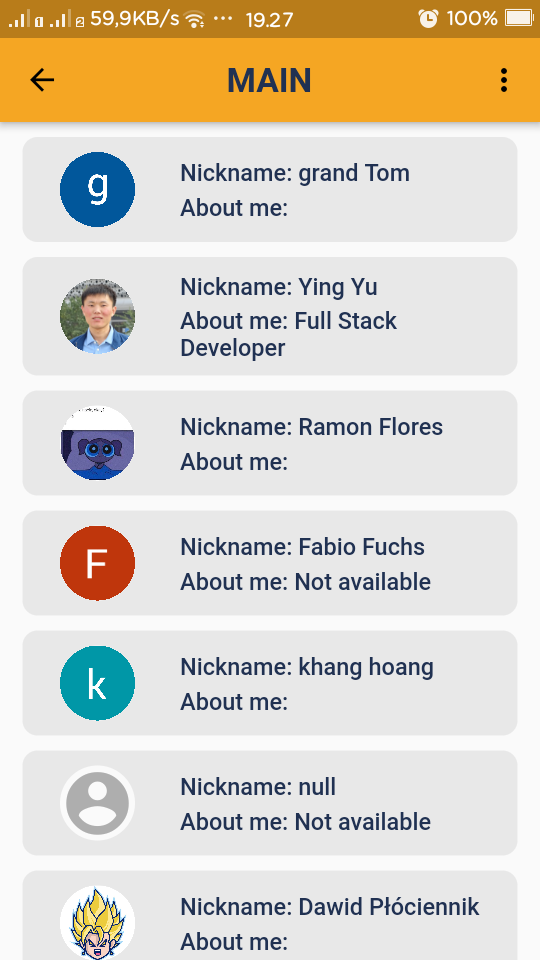 59,9KB/s ... 19.27 100%
MAIN
g
Nickname: grand Tom
About me:
Nickname: Ying Yu
About me: Full Stack
Developer
Nickname: Ramon Flores
About me:
F
Nickname: Fabio Fuchs
About me: Not available
k
Nickname: khang hoang
About me:
Nickname: null
About me: Not available
Nickname: Dawid Płóciennik
About me: